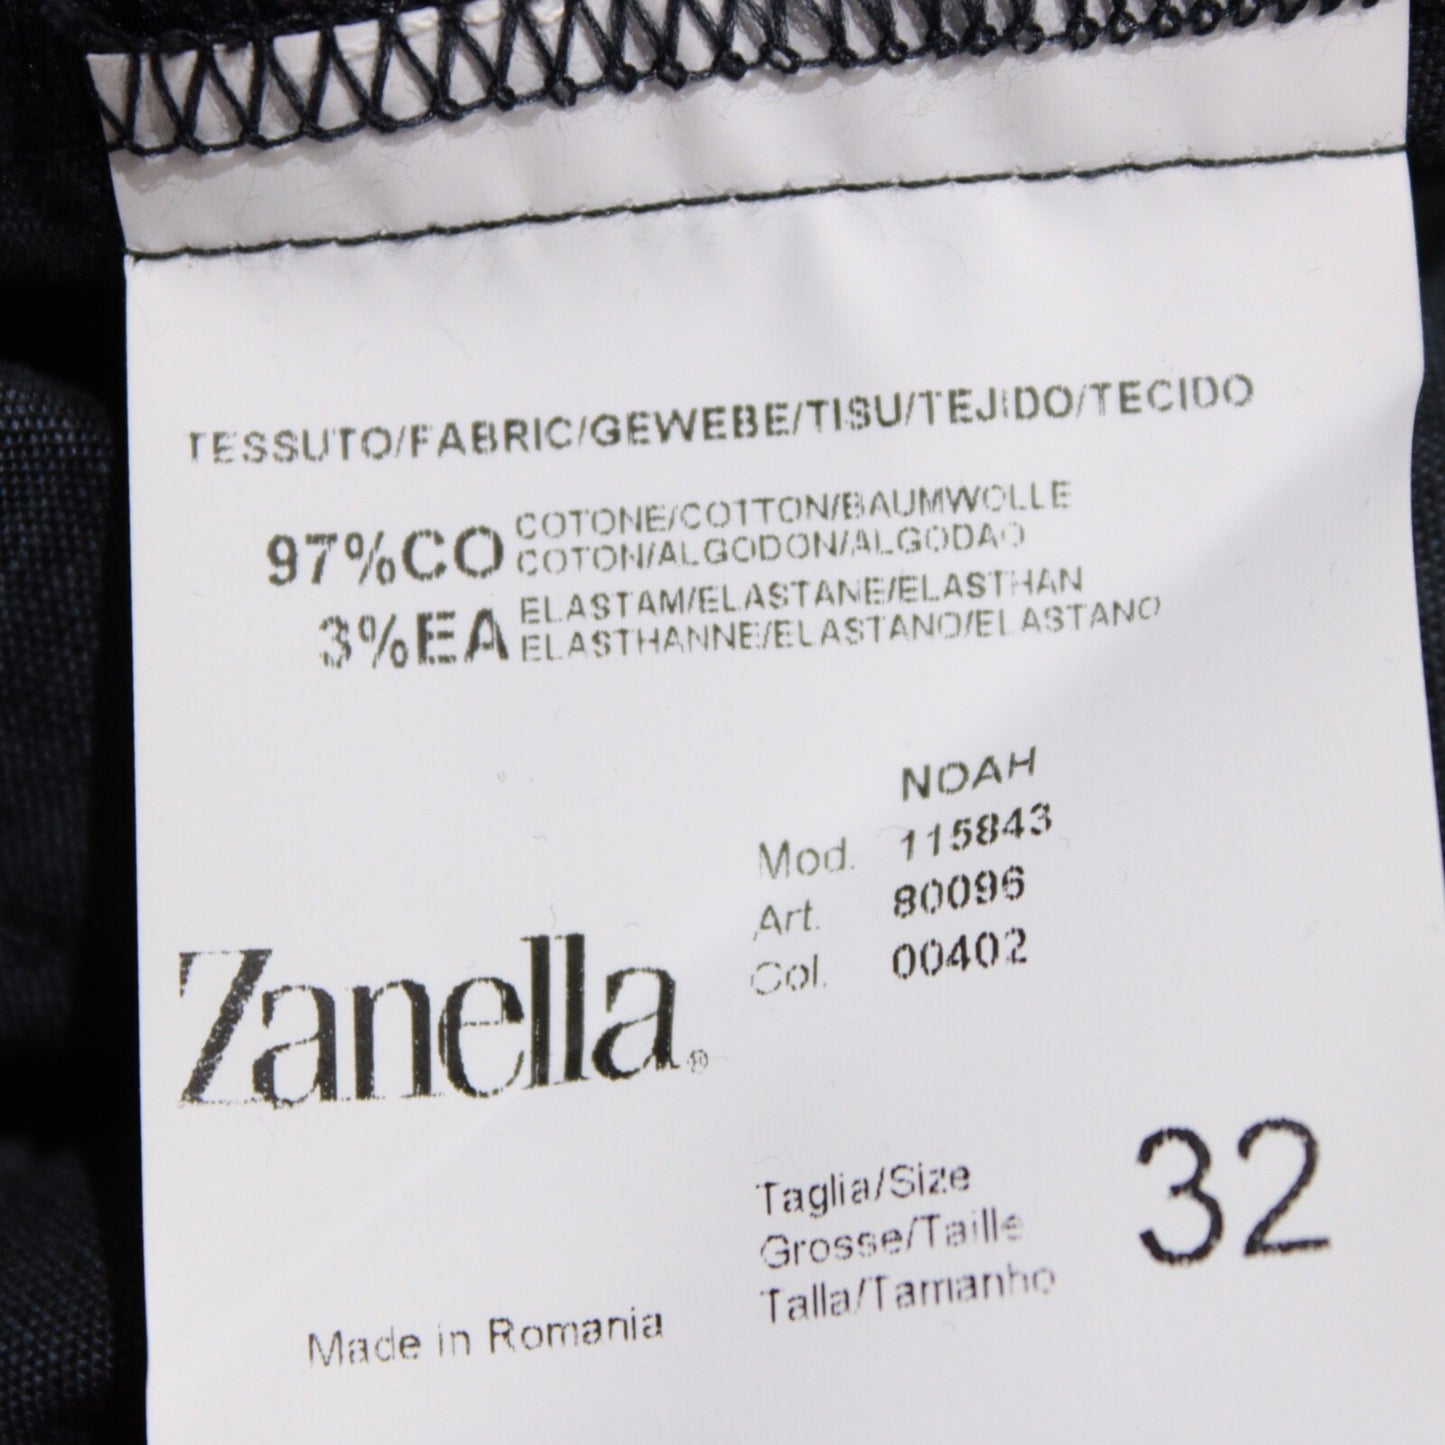 TESSUTO/FABRIC/GEWEBE/TISU/TEJIDO/TECIDO
97%CO COTONE/COTTON/BAUMWOLLE
COTON/ALGODON/ALGODAO
3%EA ELASTAM/ELASTANE/ELASTHAN
ELASTHANNE/ELASTANO/ELASTANO
NOAH
Mod. 115843
Art. 80096
Col. 00402
Zanella®
Taglia/Size
Grosse/Taille
Talla/Tamanho
32
Made in Romania